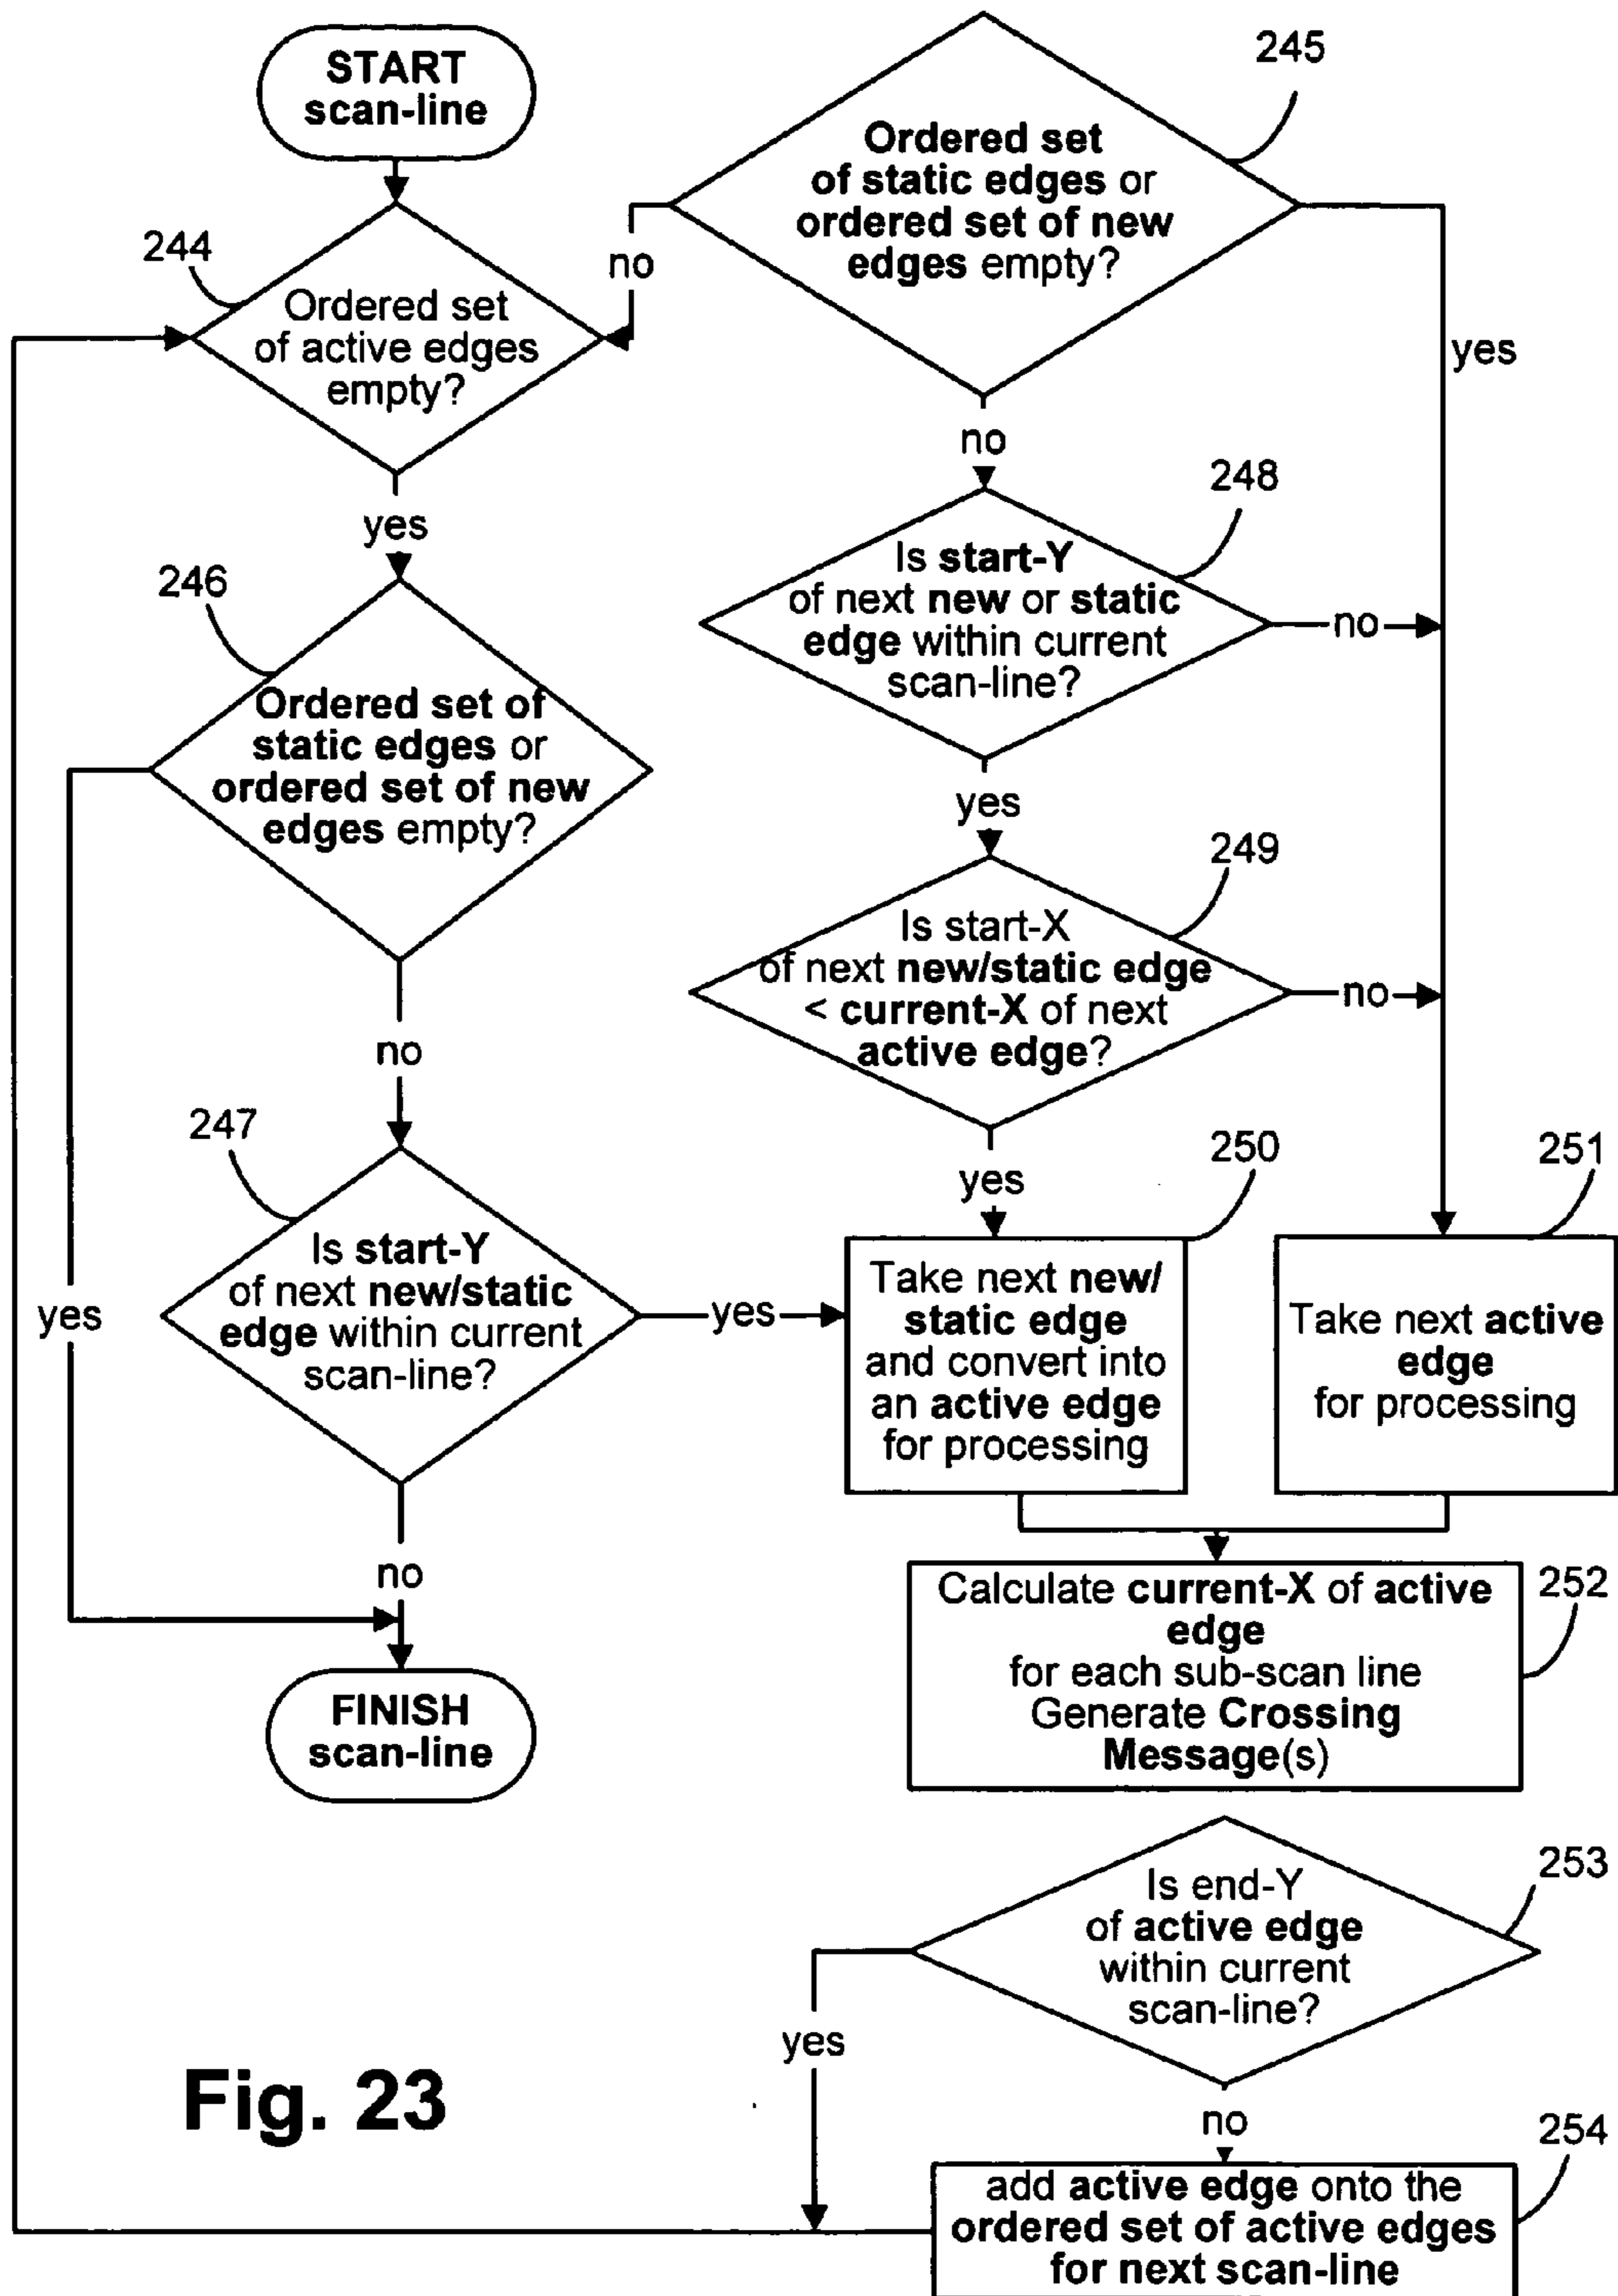 START
scan-line
244
Ordered set
of active edges
empty?
no
245
Ordered set
of static edges or
ordered set of new
edges empty?
yes
yes
no
246
Ordered set of
static edges or
ordered set of new
edges empty?
248
Is start-Y
of next new or static
edge within current
scan-line?
no
yes
no
249
Is start-X
of next new/static edge
< current-X of next
active edge?
no
yes
247
Is start-Y
of next new/static
edge within current
scan-line?
yes
yes
no
250
Take next new/
static edge
and convert into
an active edge
for processing
251
Take next active
edge
for processing
FINISH
scan-line
252
Calculate current-X of active
edge
for each sub-scan line
Generate Crossing
Message(s)
253
Is end-Y
of active edge
within current
scan-line?
yes
no
254
add active edge onto the
ordered set of active edges
for next scan-line
Fig. 23